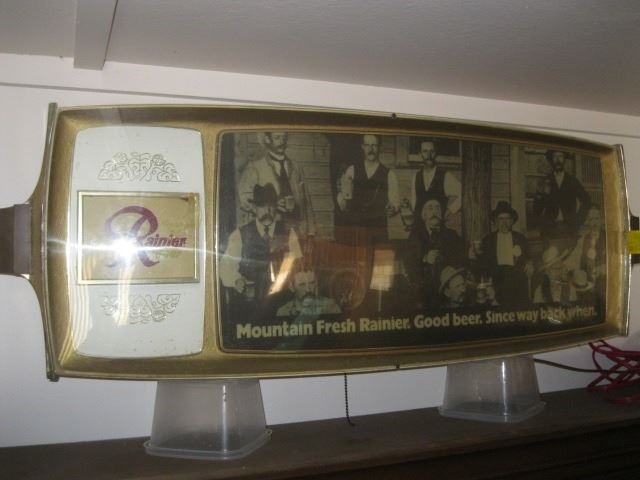 Rainier
Mountain Fresh Rainier. Good beer. Since way back when.